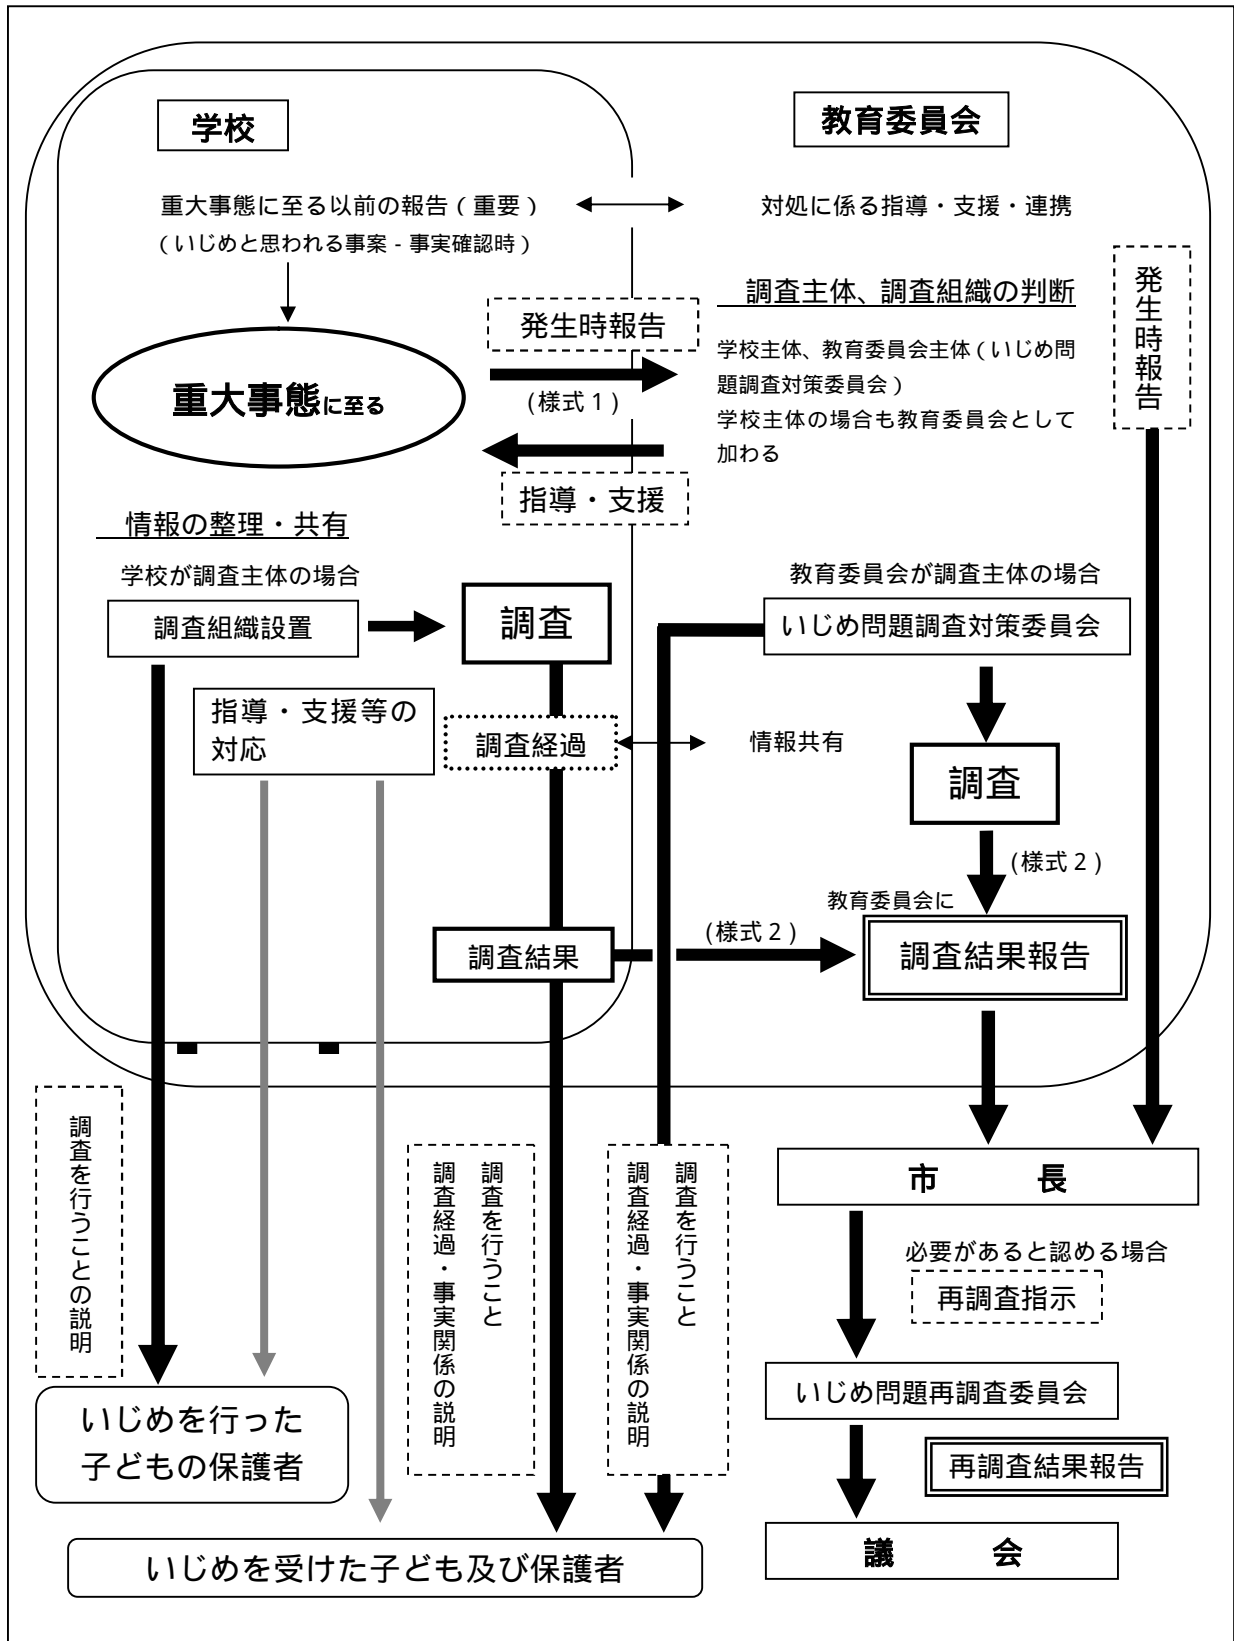 学校
教育委員会
重大事態に至る以前の報告（重要）
（いじめと思われる事案‐事実確認時）
対処に係る指導・支援・連携
発生時報告
調査主体、調査組織の判断
発生時報告
(様式１)
学校主体、教育委員会主体（いじめ問
題調査対策委員会）
学校主体の場合も教育委員会として
加わる
重大事態に至る
指導・支援
情報の整理・共有
学校が調査主体の場合
調査組織設置
調査
教育委員会が調査主体の場合
いじめ問題調査対策委員会
指導・支援等の
対応
調査経過
情報共有
調査
(様式２)
教育委員会に
調査結果
(様式２)
調査結果報告
調査を行うことの説明
調査を行うこと
調査経過・事実関係の説明
調査を行うこと
調査経過・事実関係の説明
市　　　長
必要があると認める場合
再調査指示
いじめ問題再調査委員会
いじめを行った
子どもの保護者
再調査結果報告
議　　　会
いじめを受けた子ども及び保護者